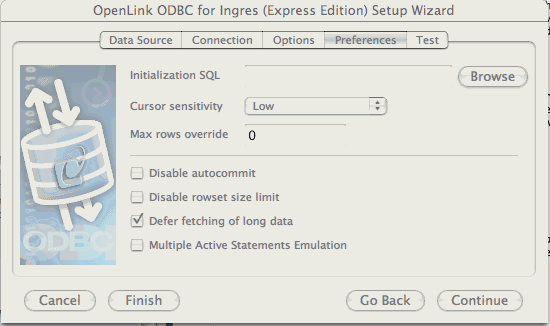 OpenLink ODBC for Ingres (Express Edition) Setup Wizard
Data Source Connection Options Preferences Test
Initialization SQL
Browse
Cursor sensitivity Low
Max rows override 0
Disable autocommit
Disable rowset size limit
Defer fetching of long data
Multiple Active Statements Emulation
ODBC
Cancel Finish Go Back Continue